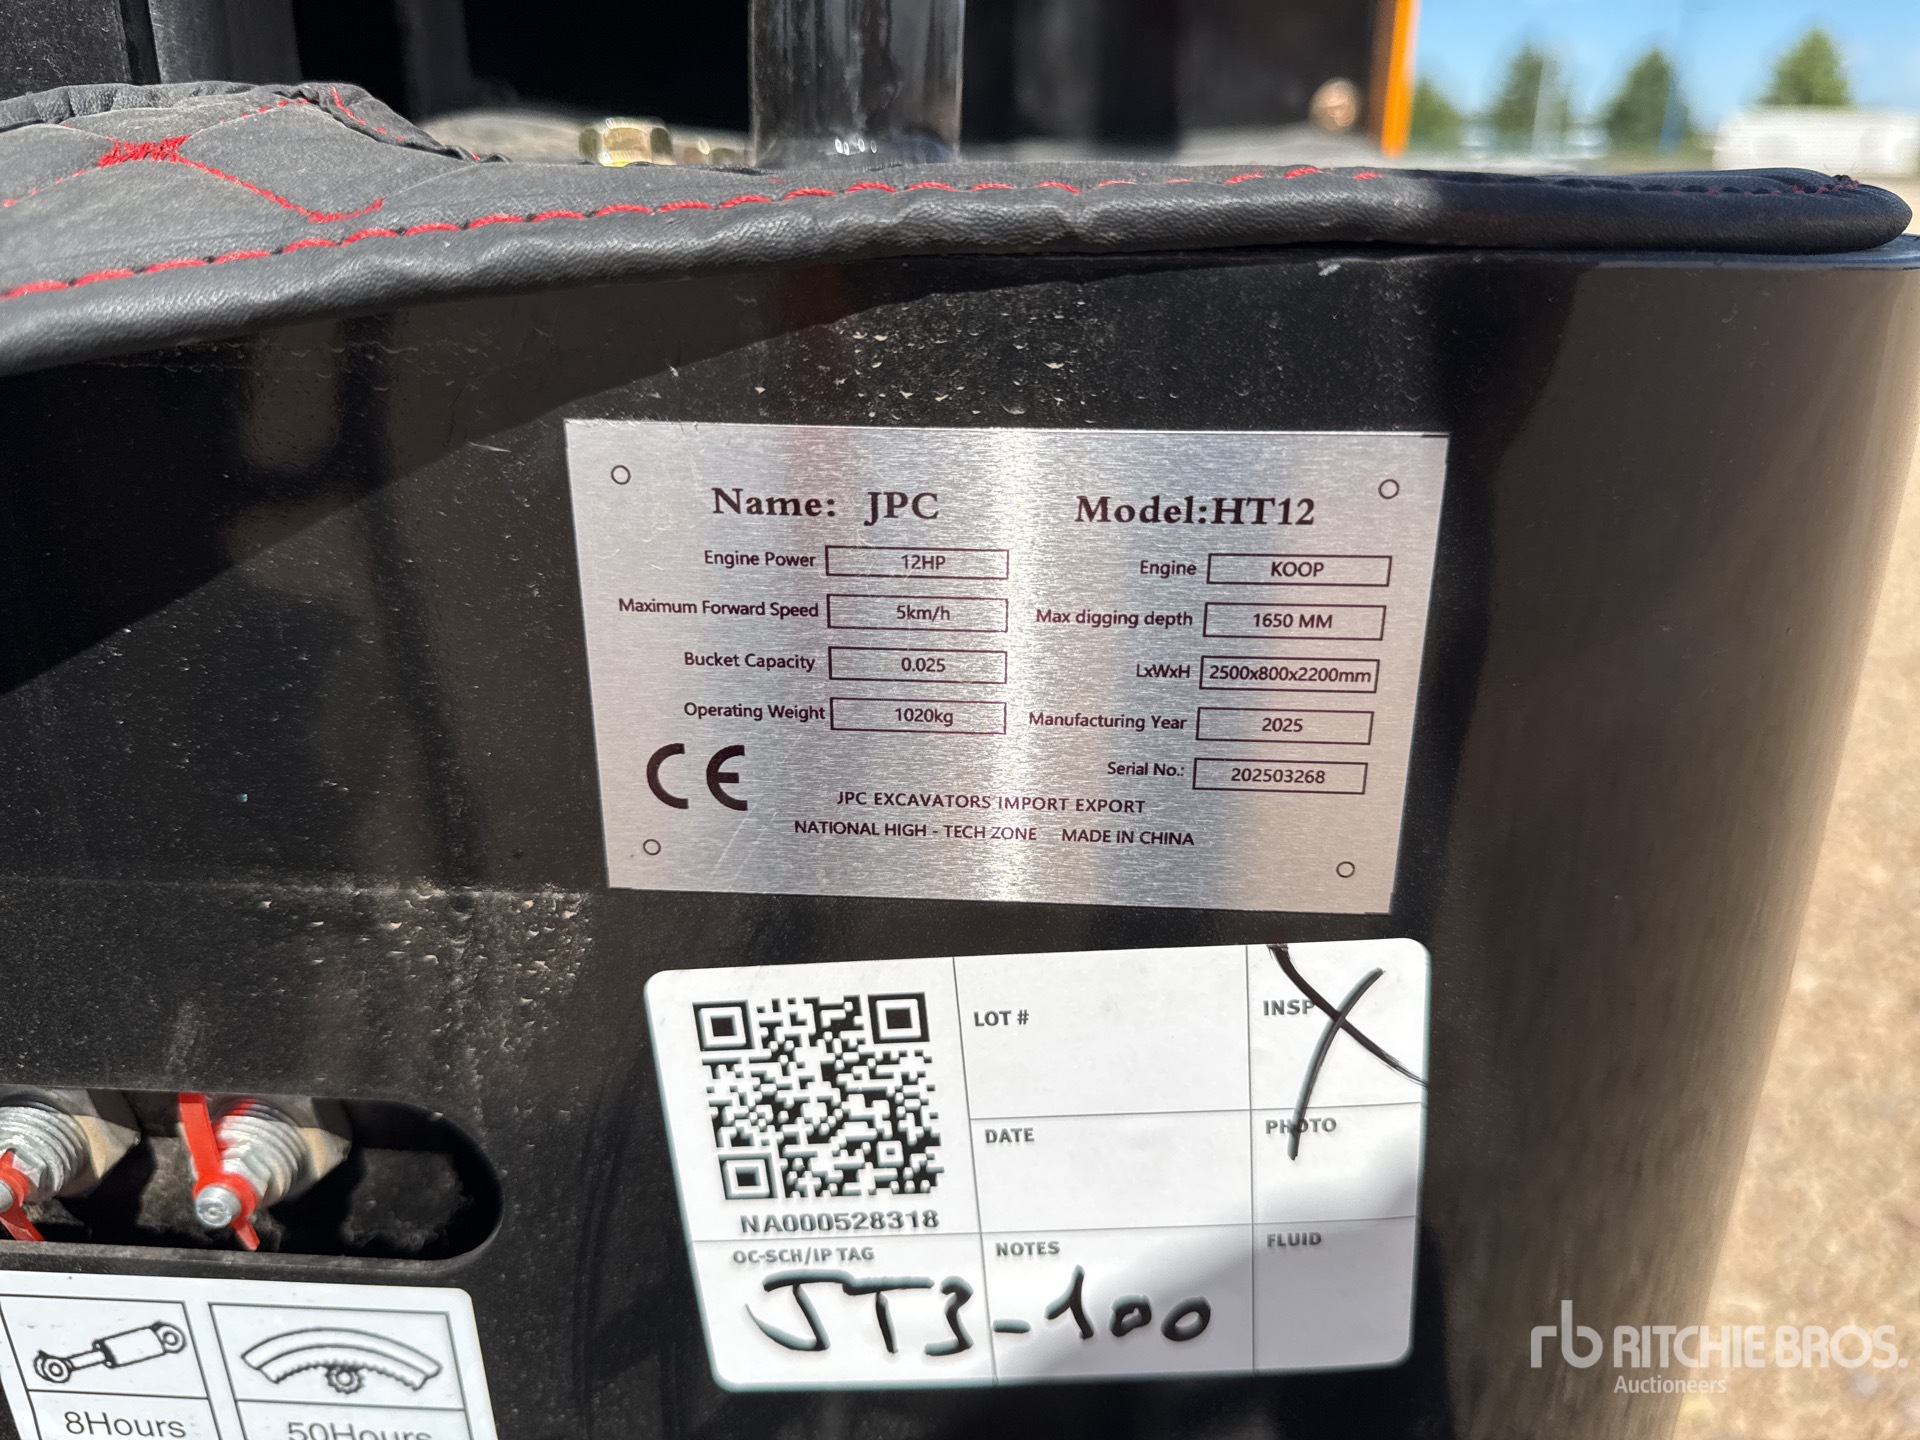 Name: JPC Model:HT12
Engine Power 12HP Engine KOOP
Maximum Forward Speed 5km/h Max digging depth 1650 MM
Bucket Capacity 0.025 LxWxH 2500x800x2200mm
Operating Weight 1020kg Manufacturing Year 2025
CE Serial No.: 202503268
JPC EXCAVATORS IMPORT EXPORT
NATIONAL HIGH - TECH ZONE MADE IN CHINA
LOT # INSP
DATE PHOTO
NA000528318
OC-SCH/IP TAG NOTES FLUID
JT3-100
8Hours 50Hours
rb RITCHIE BROS.
Auctioneers